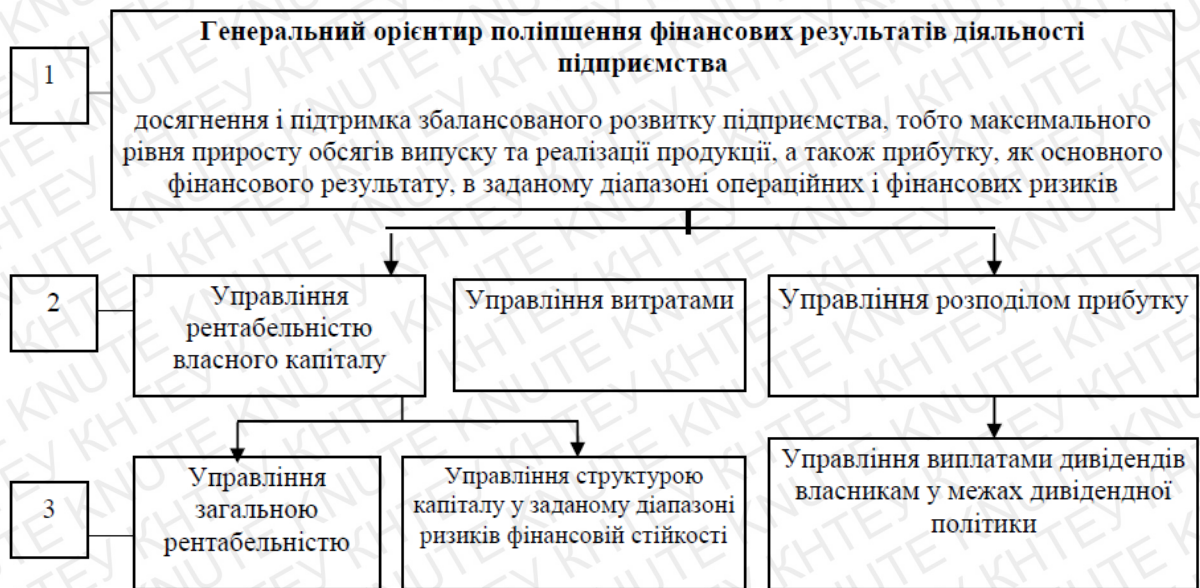 Генеральний орієнтир поліпшення фінансових результатів діяльності
підприємства
1
досягнення і підтримка збалансованого розвитку підприємства, тобто максимального
рівня приросту обсягів випуску та реалізації продукції, а також прибутку, як основного
фінансового результату, в заданому діапазоні операційних і фінансових ризиків
2
Управління
рентабельністю
власного капіталу
Управління витратами
Управління розподілом прибутку
3
Управління
загальною
рентабельністю
Управління структурою
капіталу у заданому діапазоні
ризиків фінансовій стійкості
Управління виплатами дивідендів
власникам у межах дивідендної
політики